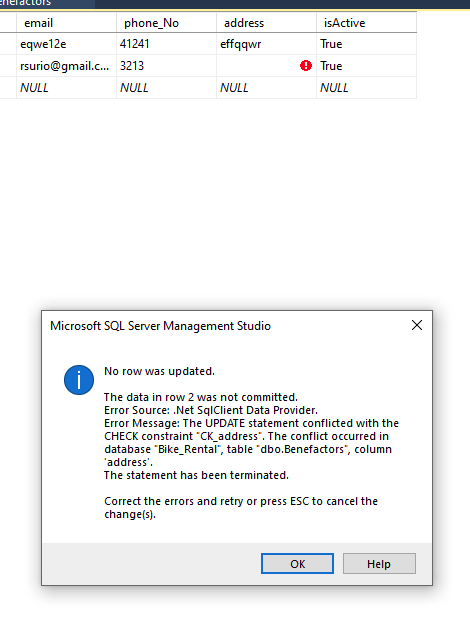 enefactors
email phone_No address isActive
eqwe12e 41241 effqqwr True
rsurio@gmail.c... 3213 True
NULL NULL NULL NULL
Microsoft SQL Server Management Studio
No row was updated.
The data in row 2 was not committed.
Error Source: .Net SqlClient Data Provider.
Error Message: The UPDATE statement conflicted with the
CHECK constraint "CK_address". The conflict occurred in
database "Bike_Rental", table "dbo.Benefactors", column
'address'.
The statement has been terminated.
Correct the errors and retry or press ESC to cancel the
change(s).
OK Help